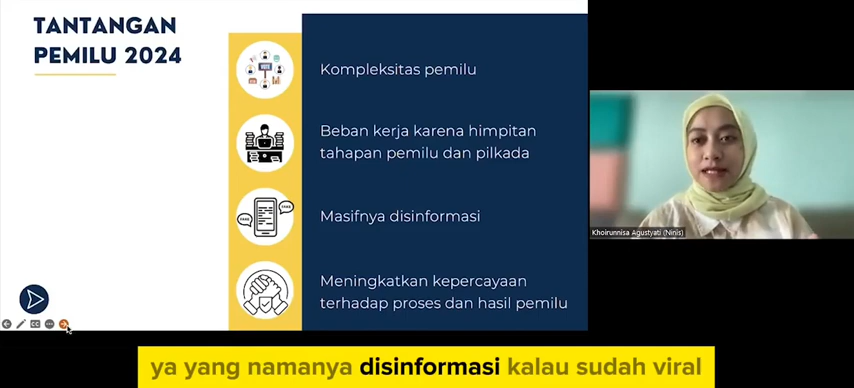 TANTANGAN
PEMILU 2024
Kompleksitas pemilu
Beban kerja karena himpitan
tahapan pemilu dan pilkada
Masifnya disinformasi
Meningkatkan kepercayaan
terhadap proses dan hasil pemilu
Khoirunnisa Agustyati (Ninis)
ya yang namanya disinformasi kalau sudah viral